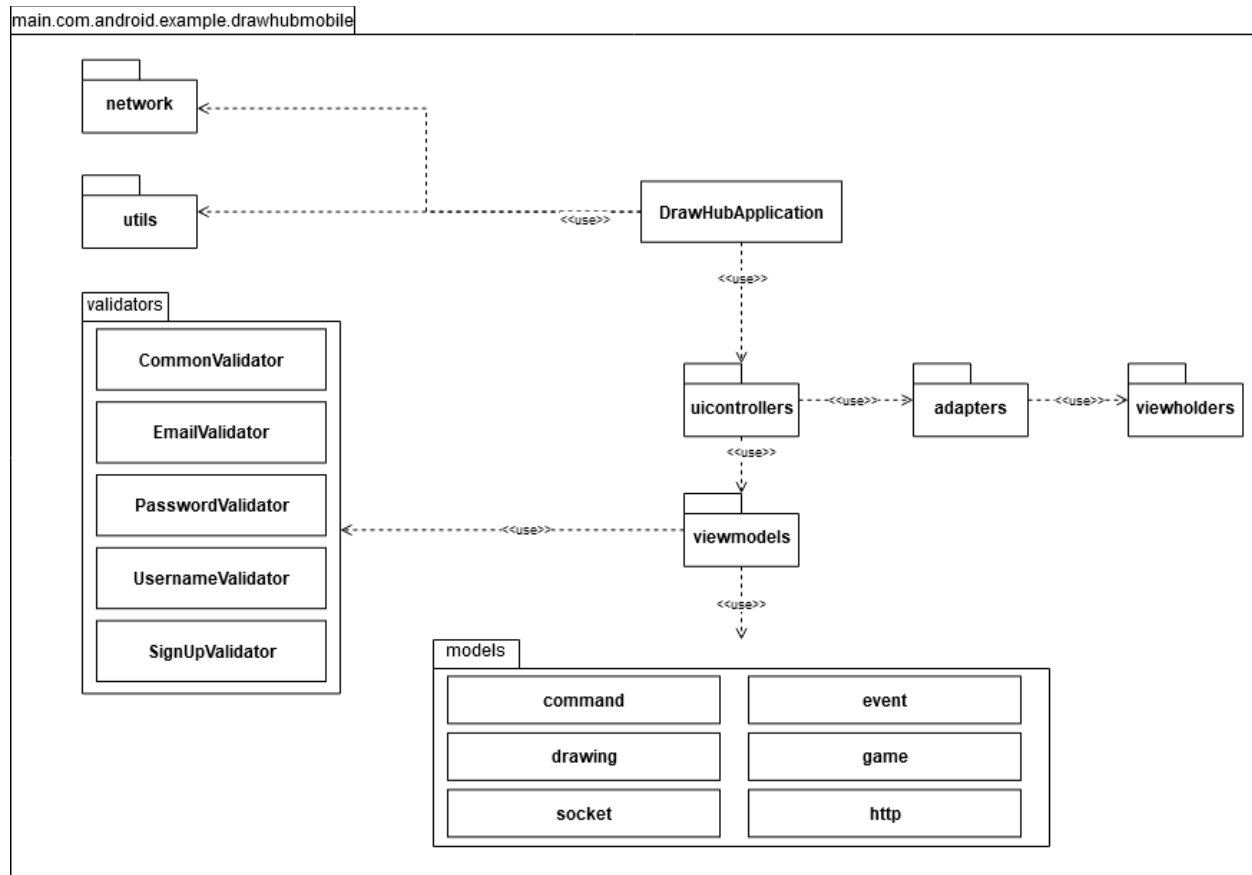 main.com.android.example.drawhubmobile
network
utils
<<use>>
DrawHubApplication
<<use>>
validators
CommonValidator
EmailValidator
PasswordValidator
UsernameValidator
SignUpValidator
uicontrollers
<<use>>
adapters
<<use>>
viewholders
<<use>>
<<use>>
viewmodels
<<use>>
models
command
event
drawing
game
socket
http